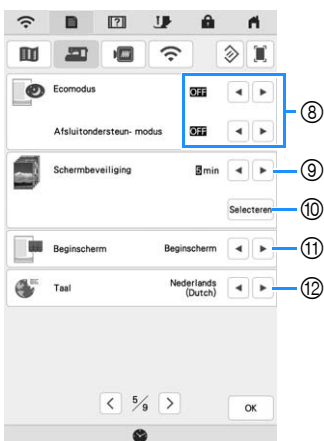 Ecomodus OFF
⑧
Afsluitondersteun- modus OFF
Schermbeveiliging 5 min ⑨
Selecteren ⑩
Beginscherm Beginscherm ⑪
Taal Nederlands (Dutch) ⑫
< 5/9 > OK